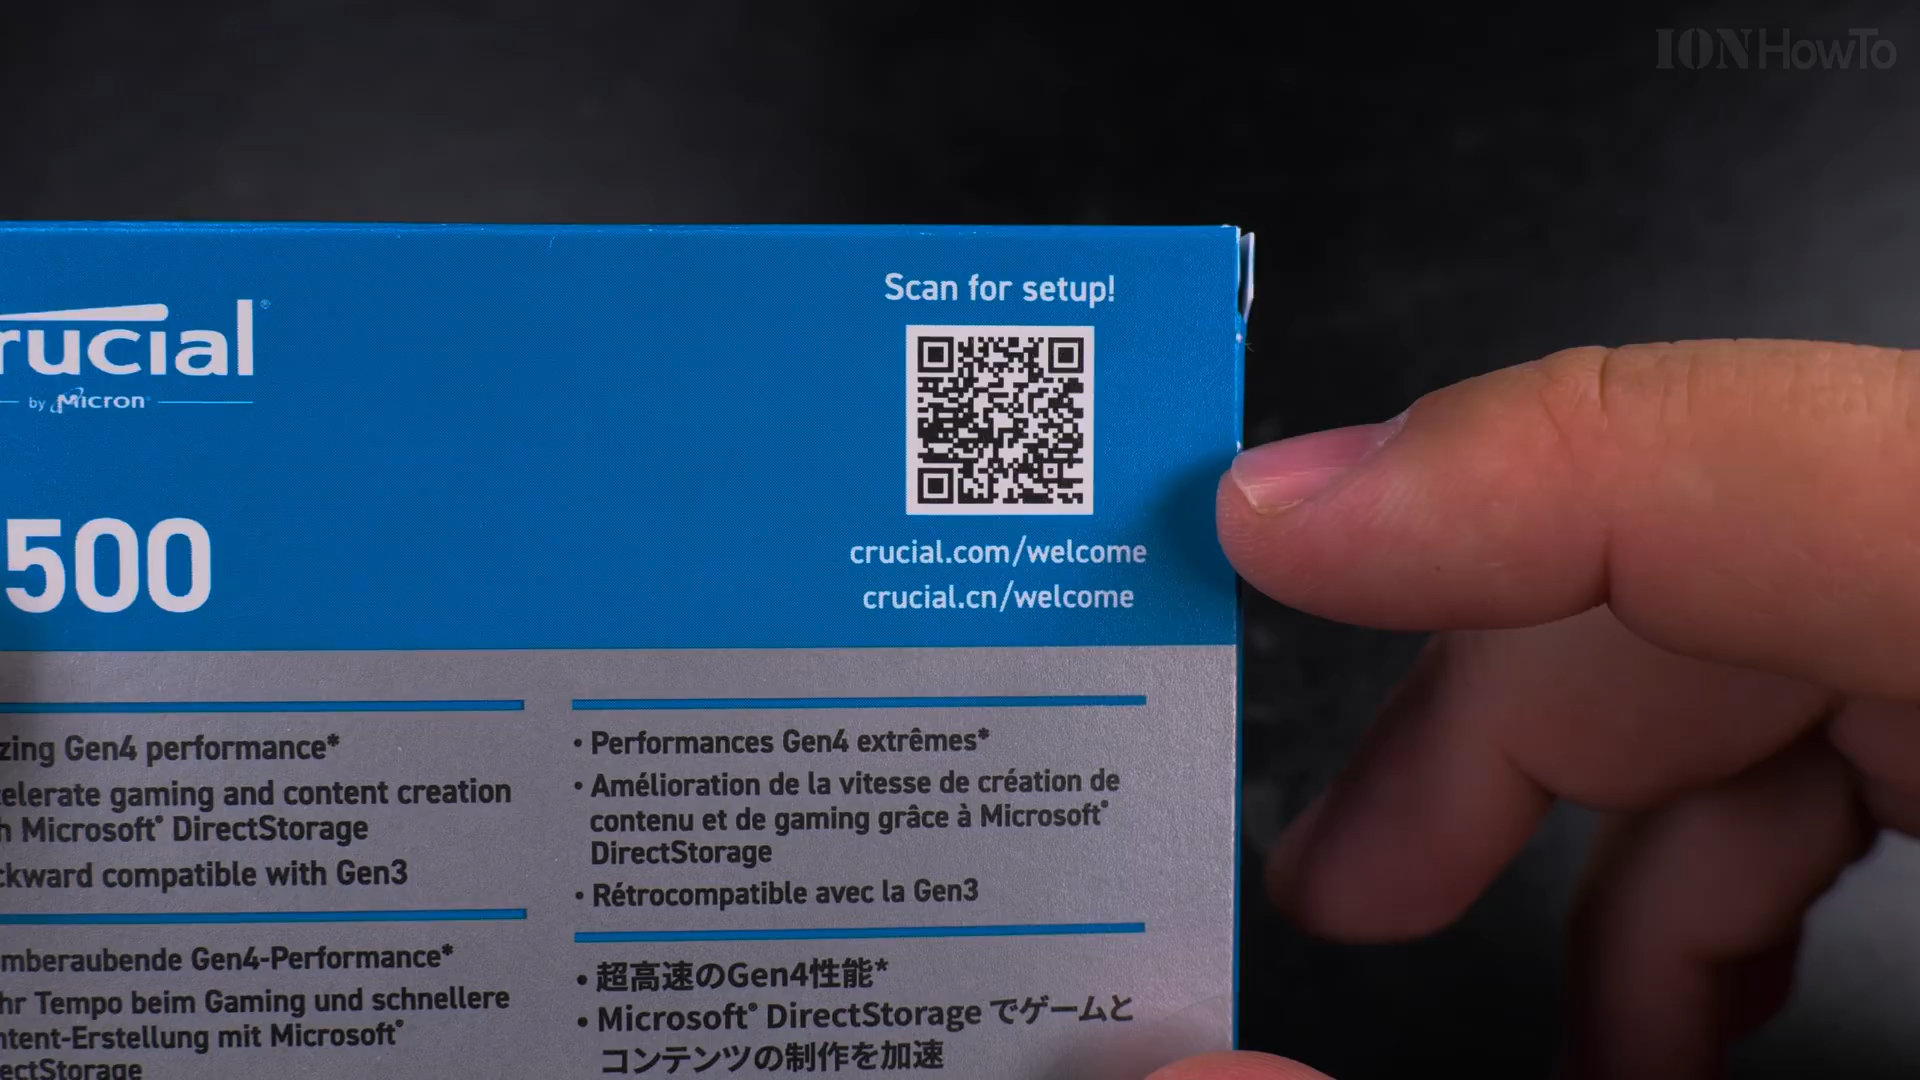 IONHowTo
Scan for setup!
rucial®
by Micron®
crucial.com/welcome
crucial.cn/welcome
500
zing Gen4 performance*
elerate gaming and content creation
h Microsoft® DirectStorage
ckward compatible with Gen3
• Performances Gen4 extrêmes*
• Amélioration de la vitesse de création de
contenu et de gaming grâce à Microsoft®
DirectStorage
• Rétrocompatible avec la Gen3
mberaubende Gen4-Performance*
hr Tempo beim Gaming und schnellere
ntent-Erstellung mit Microsoft®
ectStorage
• 超高速のGen4性能*
• Microsoft® DirectStorage でゲームと
コンテンツの制作を加速